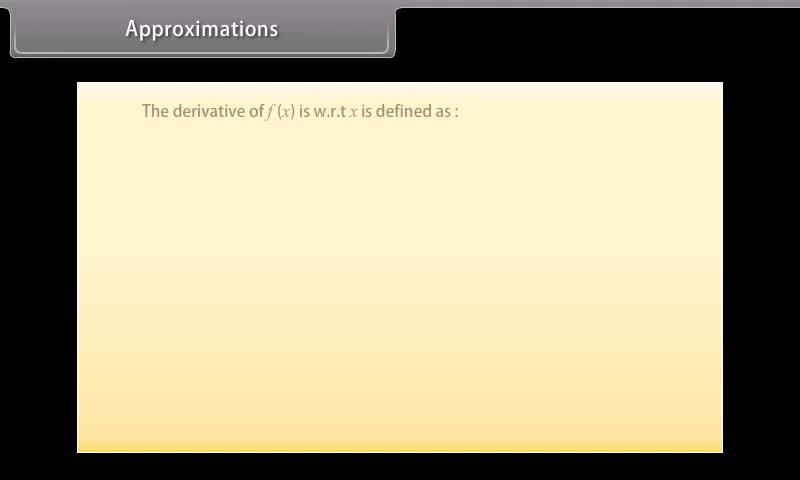 Approximations
The derivative of f (x) is w.r.t x is defined as :